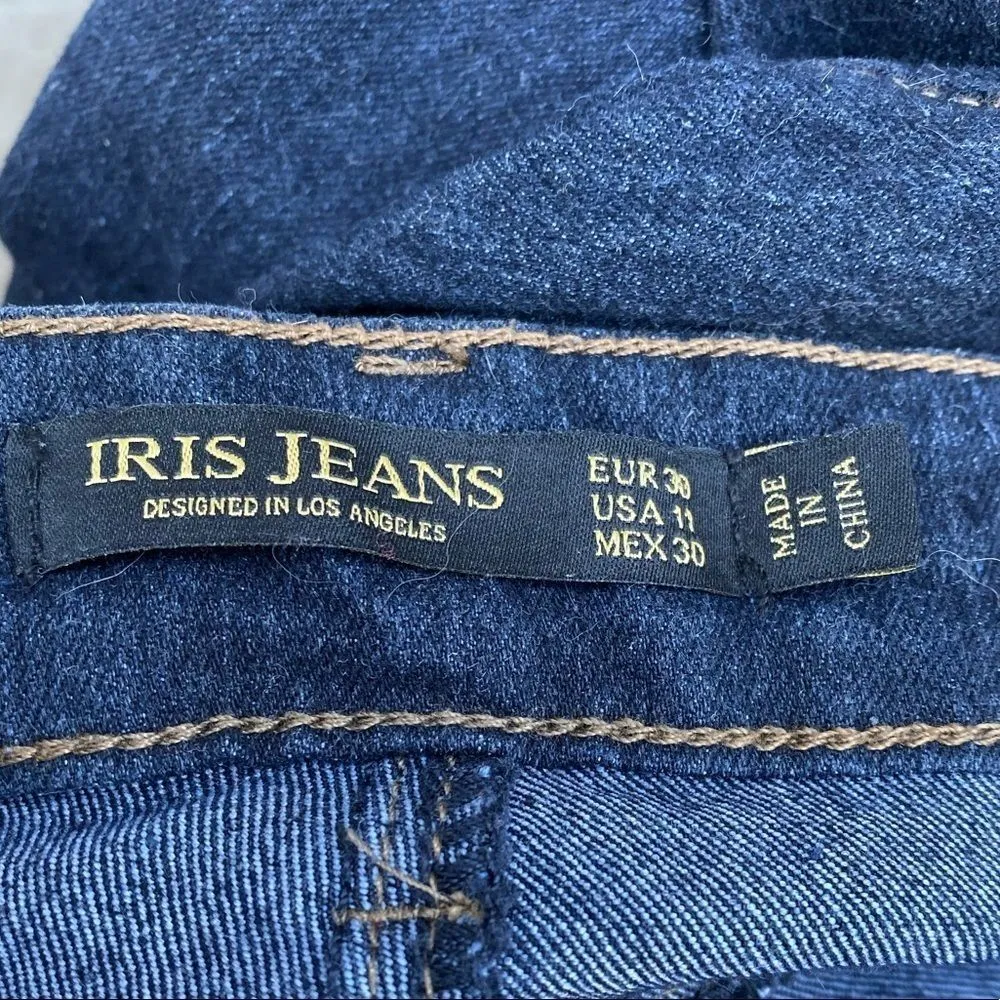 IRIS JEANS
DESIGNED IN LOS ANGELES
EUR 30
USA 11
MEX 30
MADE
IN
CHINA